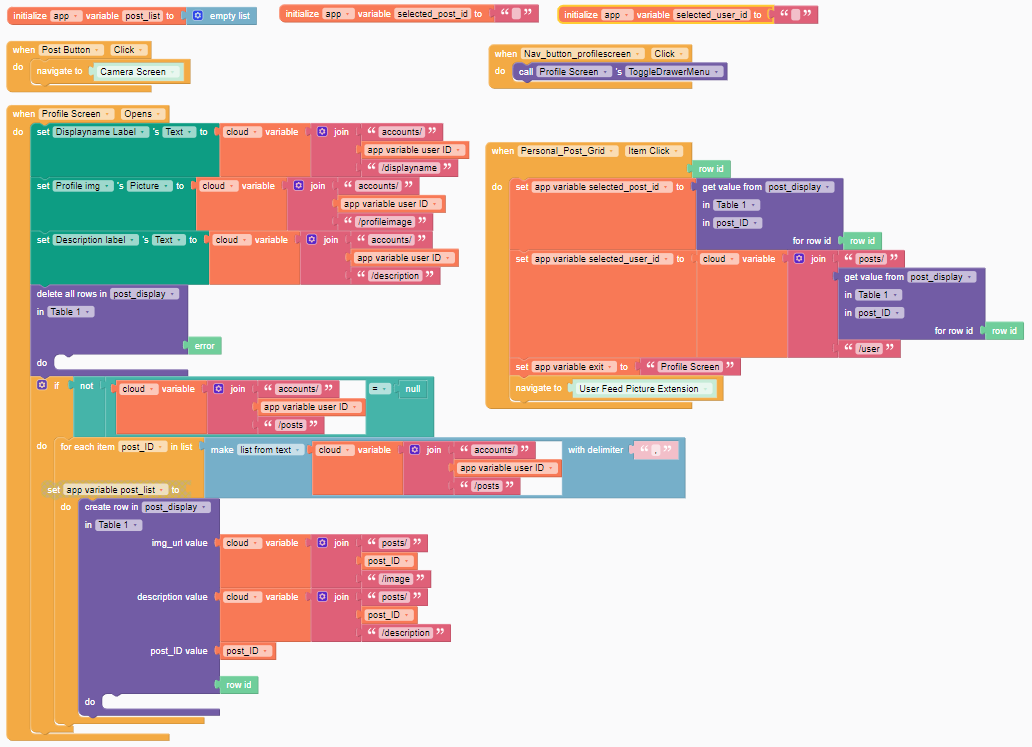 initialize app variable post_list to empty list
initialize app variable selected_post_id to “ ”
initialize app variable selected_user_id to “ ”
when Post Button Click
do navigate to Camera Screen
when Nav_button_profilescreen Click
do call Profile Screen 's ToggleDrawerMenu
when Profile Screen Opens
do set Displayname Label 's Text to cloud variable join “ accounts/ ”
app variable user ID
“ /displayname ”
set Profile img 's Picture to cloud variable join “ accounts/ ”
app variable user ID
“ /profileimage ”
set Description label 's Text to cloud variable join “ accounts/ ”
app variable user ID
“ /description ”
delete all rows in post_display
in Table 1
error
do
if not cloud variable join “ accounts/ ” = null
app variable user ID
“ /posts ”
do for each item post_ID in list make list from text cloud variable join “ accounts/ ” with delimiter “ , ”
app variable user ID
“ /posts ”
set app variable post_list to
do create row in post_display
in Table 1
img_url value cloud variable join “ posts/ ”
post_ID
“ /image ”
description value cloud variable join “ posts/ ”
post_ID
“ /description ”
post_ID value post_ID
row id
do
when Personal_Post_Grid Item Click
row id
do set app variable selected_post_id to get value from post_display
in Table 1
in post_ID
for row id row id
set app variable selected_user_id to cloud variable join “ posts/ ”
get value from post_display
in Table 1
in post_ID
for row id row id
“ /user ”
set app variable exit to “ Profile Screen ”
navigate to User Feed Picture Extension